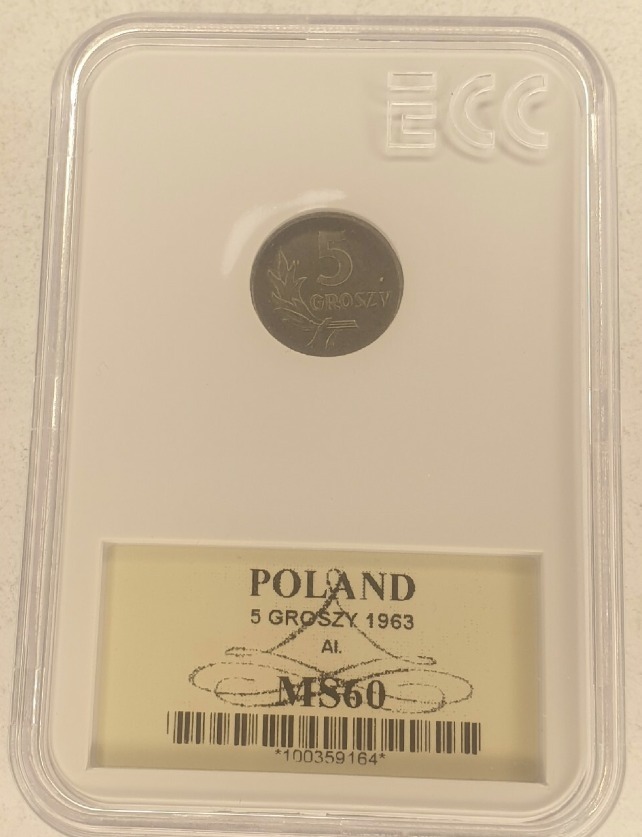 ECC
5
GROSZY
POLAND
5 GROSZY 1963
Al.
MS60
*100359164*